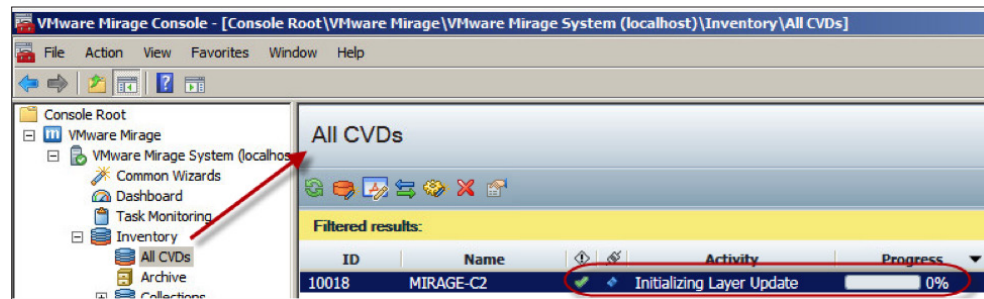 VMware Mirage Console - [Console Root\VMware Mirage\VMware Mirage System (localhost)\Inventory\All CVDs]
File Action View Favorites Window Help
Console Root
VMware Mirage
VMware Mirage System (localhos
Common Wizards
Dashboard
Task Monitoring
Inventory
All CVDs
Archive
Collections
All CVDs
Filtered results:
ID Name Activity Progress
10018 MIRAGE-C2 Initializing Layer Update 0%